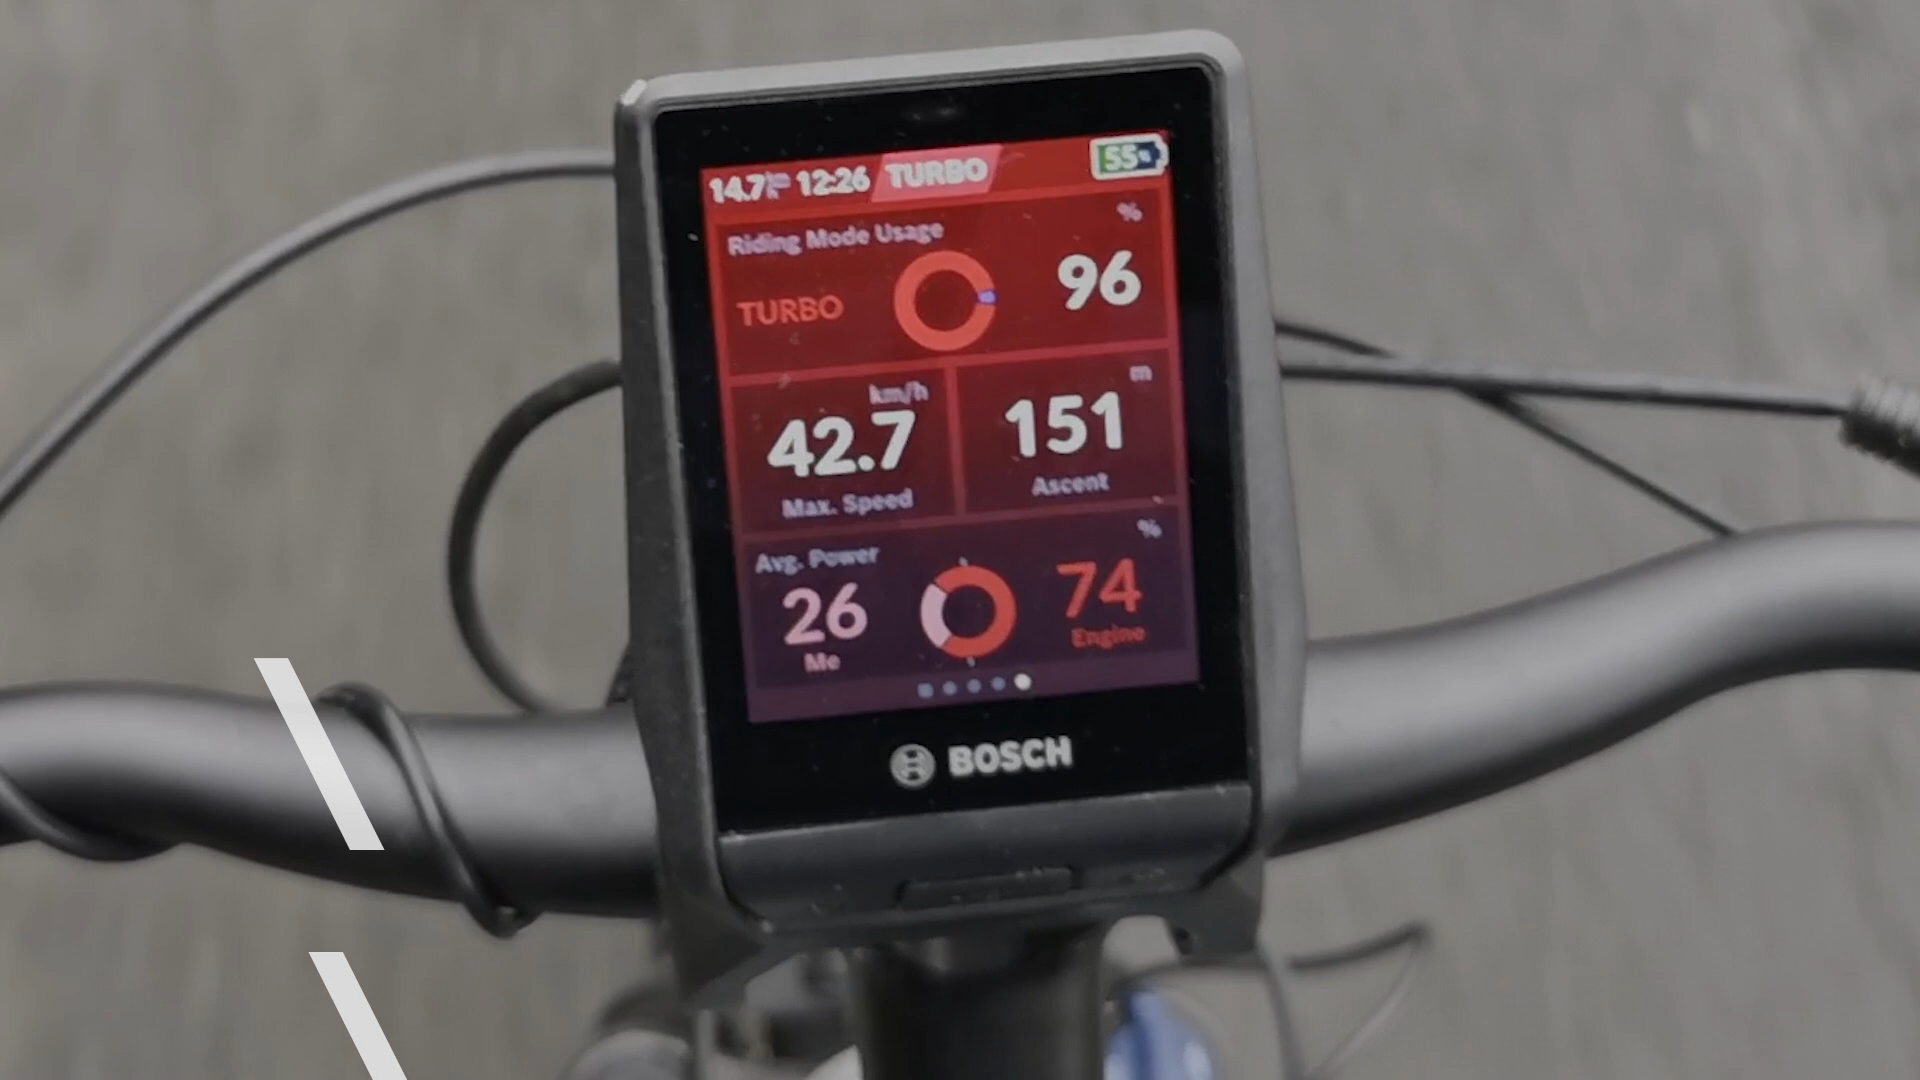 14.7 km/h 12:26 TURBO 55
Riding Mode Usage %
TURBO 96
km/h m
42.7 151
Max. Speed Ascent
Avg. Power %
26 74
Me Engine
BOSCH